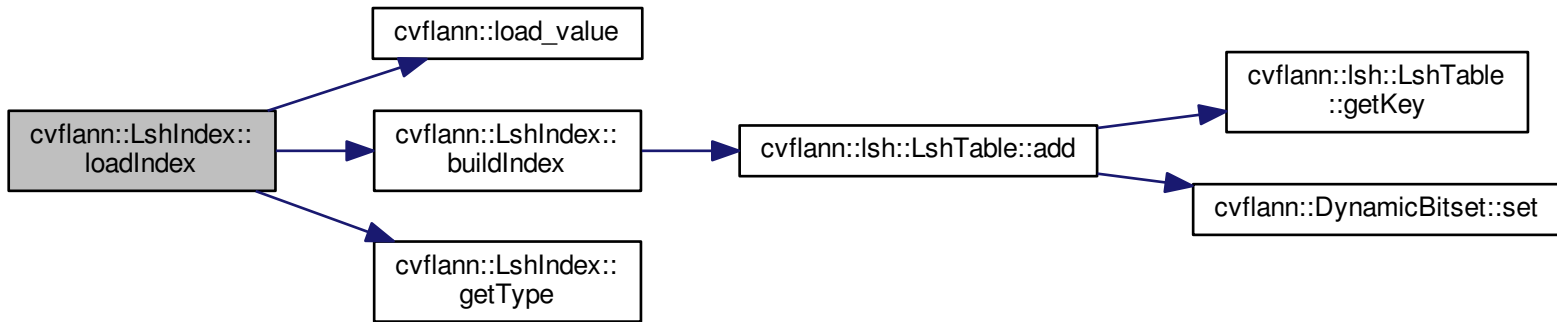 cvflann::LshIndex::
loadIndex
cvflann::load_value
cvflann::LshIndex::
buildIndex
cvflann::LshIndex::
getType
cvflann::lsh::LshTable::add
cvflann::lsh::LshTable
::getKey
cvflann::DynamicBitset::set